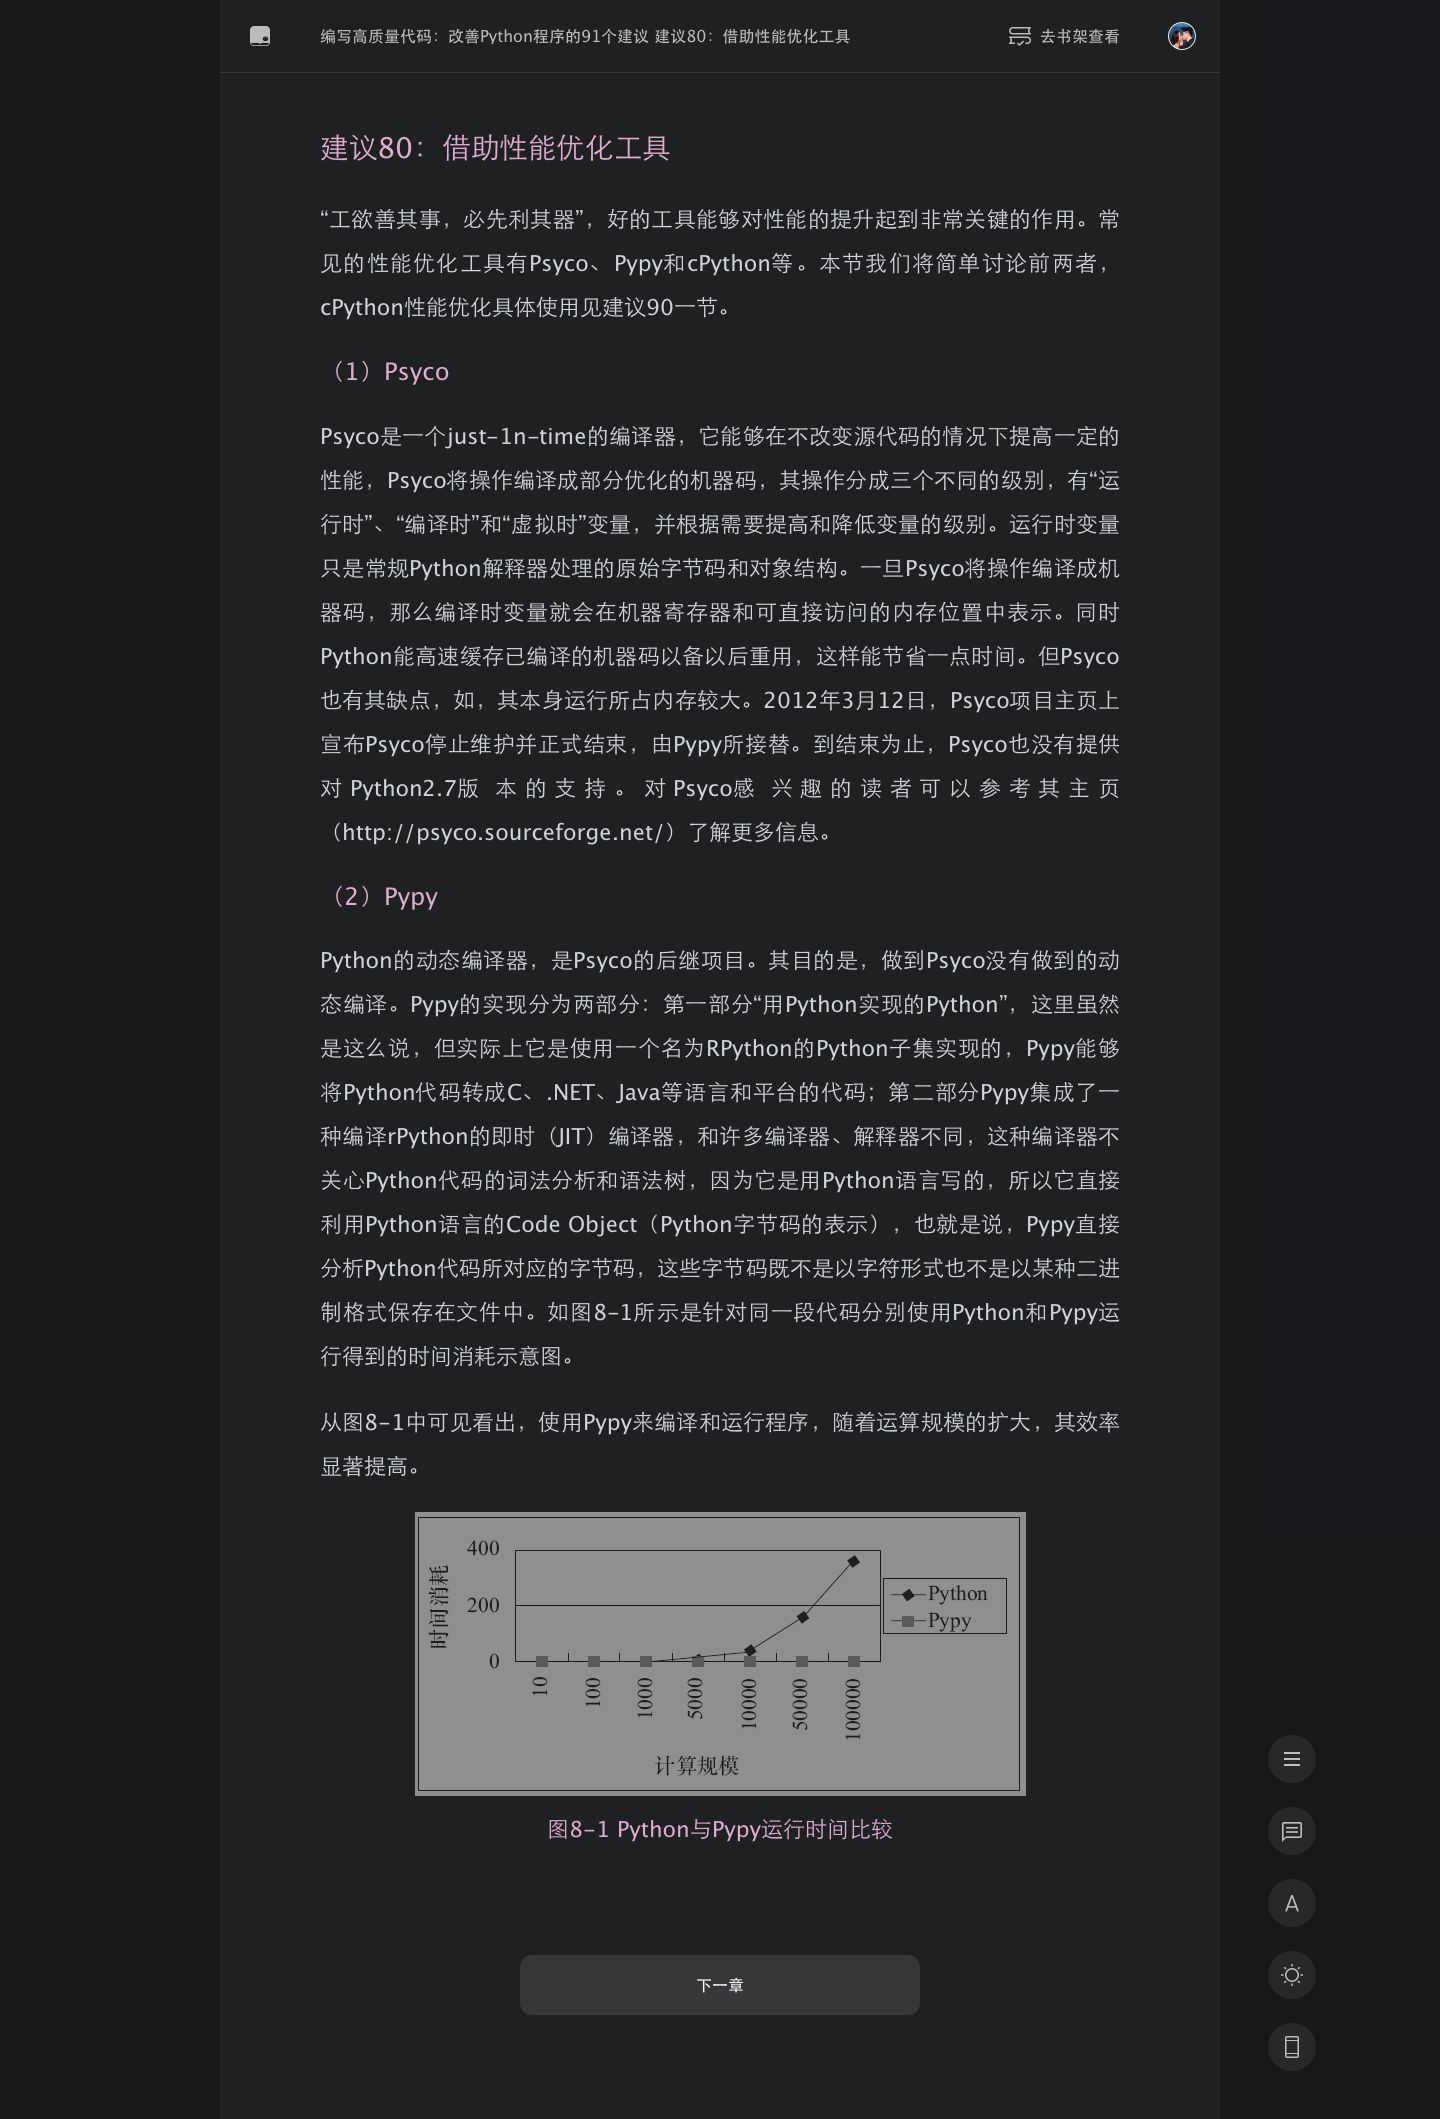 编写高质量代码：改善Python程序的91个建议 建议80：借助性能优化工具
去书架查看
建议80：借助性能优化工具
“工欲善其事，必先利其器”，好的工具能够对性能的提升起到非常关键的作用。常
见的性能优化工具有Psyco、Pypy和cPython等。本节我们将简单讨论前两者，
cPython性能优化具体使用见建议90一节。
（1）Psyco
Psyco是一个just-1n-time的编译器，它能够在不改变源代码的情况下提高一定的
性能，Psyco将操作编译成部分优化的机器码，其操作分成三个不同的级别，有“运
行时”、“编译时”和“虚拟时”变量，并根据需要提高和降低变量的级别。运行时变量
只是常规Python解释器处理的原始字节码和对象结构。一旦Psyco将操作编译成机
器码，那么编译时变量就会在机器寄存器和可直接访问的内存位置中表示。同时
Python能高速缓存已编译的机器码以备以后重用，这样能节省一点时间。但Psyco
也有其缺点，如，其本身运行所占内存较大。2012年3月12日，Psyco项目主页上
宣布Psyco停止维护并正式结束，由Pypy所接替。到结束为止，Psyco也没有提供
对Python2.7版本的支持。对Psyco感兴趣的读者可以参考其主页
（http://psyco.sourceforge.net/）了解更多信息。
（2）Pypy
Python的动态编译器，是Psyco的后继项目。其目的是，做到Psyco没有做到的动
态编译。Pypy的实现分为两部分：第一部分“用Python实现的Python”，这里虽然
是这么说，但实际上它是使用一个名为RPython的Python子集实现的，Pypy能够
将Python代码转成C、.NET、Java等语言和平台的代码；第二部分Pypy集成了一
种编译rPython的即时（JIT）编译器，和许多编译器、解释器不同，这种编译器不
关心Python代码的词法分析和语法树，因为它是用Python语言写的，所以它直接
利用Python语言的Code Object（Python字节码的表示），也就是说，Pypy直接
分析Python代码所对应的字节码，这些字节码既不是以字符形式也不是以某种二进
制格式保存在文件中。如图8-1所示是针对同一段代码分别使用Python和Pypy运
行得到的时间消耗示意图。
从图8-1中可见看出，使用Pypy来编译和运行程序，随着运算规模的扩大，其效率
显著提高。
时间消耗
400
200
0
10
100
1000
5000
10000
50000
100000
计算规模
Python
Pypy
图8-1 Python与Pypy运行时间比较
下一章
A